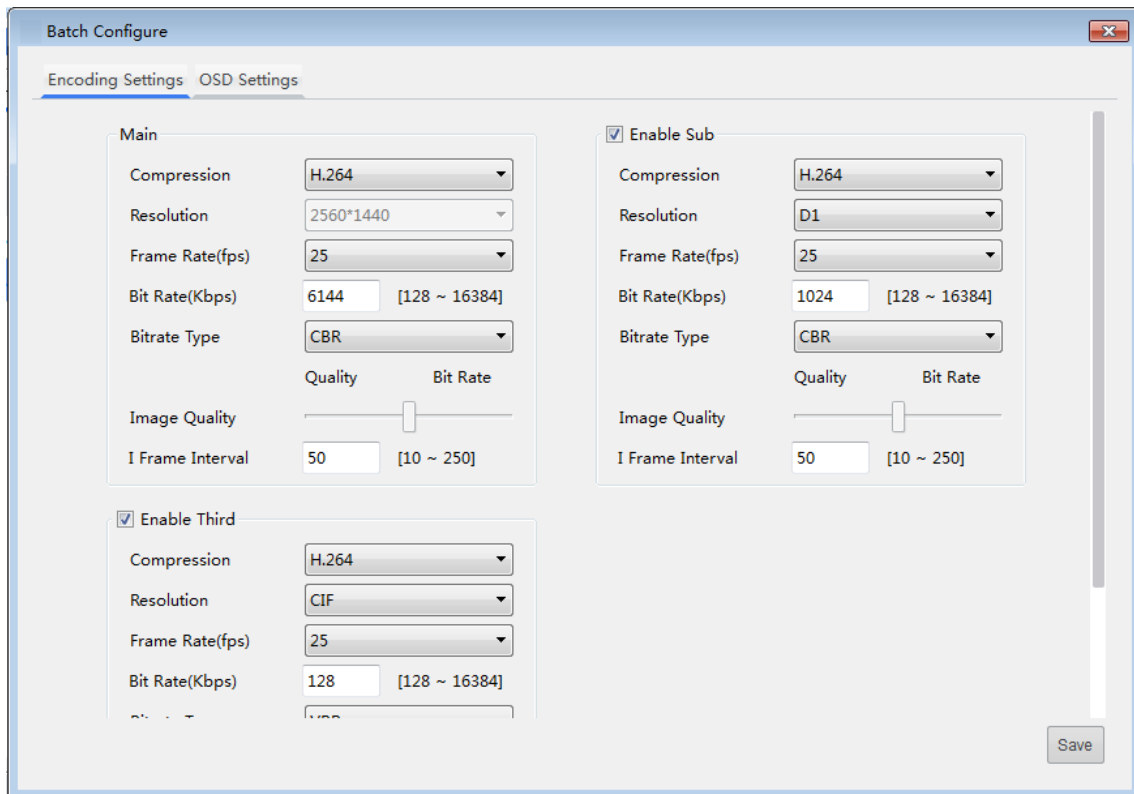 Batch Configure
Encoding Settings OSD Settings
Main
Compression H.264
Resolution 2560*1440
Frame Rate(fps) 25
Bit Rate(Kbps) 6144 [128 ~ 16384]
Bitrate Type CBR
Quality Bit Rate
Image Quality
I Frame Interval 50 [10 ~ 250]
Enable Sub
Compression H.264
Resolution D1
Frame Rate(fps) 25
Bit Rate(Kbps) 1024 [128 ~ 16384]
Bitrate Type CBR
Quality Bit Rate
Image Quality
I Frame Interval 50 [10 ~ 250]
Enable Third
Compression H.264
Resolution CIF
Frame Rate(fps) 25
Bit Rate(Kbps) 128 [128 ~ 16384]
Save